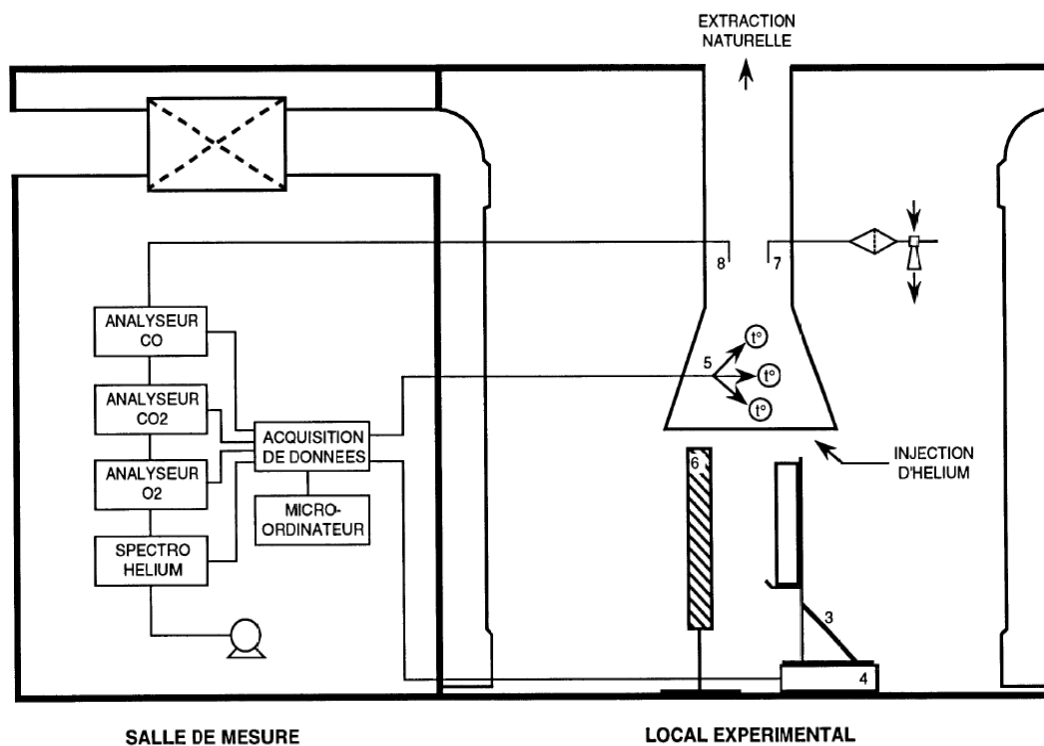 EXTRACTION
NATURELLE
8
7
ANALYSEUR
CO
5
t°
t°
t°
ANALYSEUR
CO2
ACQUISITION
DE DONNEES
INJECTION
D'HELIUM
6
ANALYSEUR
O2
MICRO-
ORDINATEUR
SPECTRO
HELIUM
3
4
SALLE DE MESURE
LOCAL EXPERIMENTAL